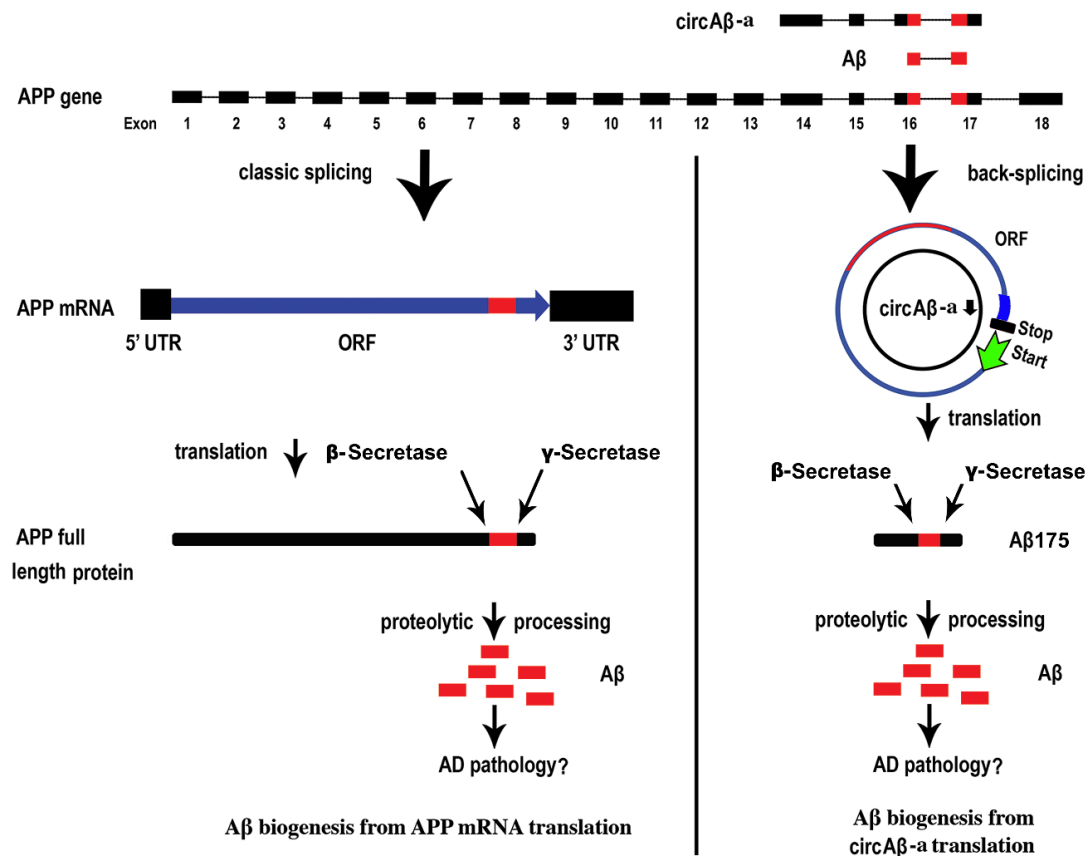 circAβ-a
Aβ
APP gene
Exon 1 2 3 4 5 6 7 8 9 10 11 12 13 14 15 16 17 18
classic splicing
back-splicing
ORF
APP mRNA
circAβ-a
Stop
Start
5' UTR ORF 3' UTR
translation
translation
β-Secretase γ-Secretase
β-Secretase γ-Secretase
APP full
length protein
Aβ175
proteolytic processing
proteolytic processing
Aβ
Aβ
AD pathology?
AD pathology?
Aβ biogenesis from APP mRNA translation
Aβ biogenesis from
circAβ-a translation